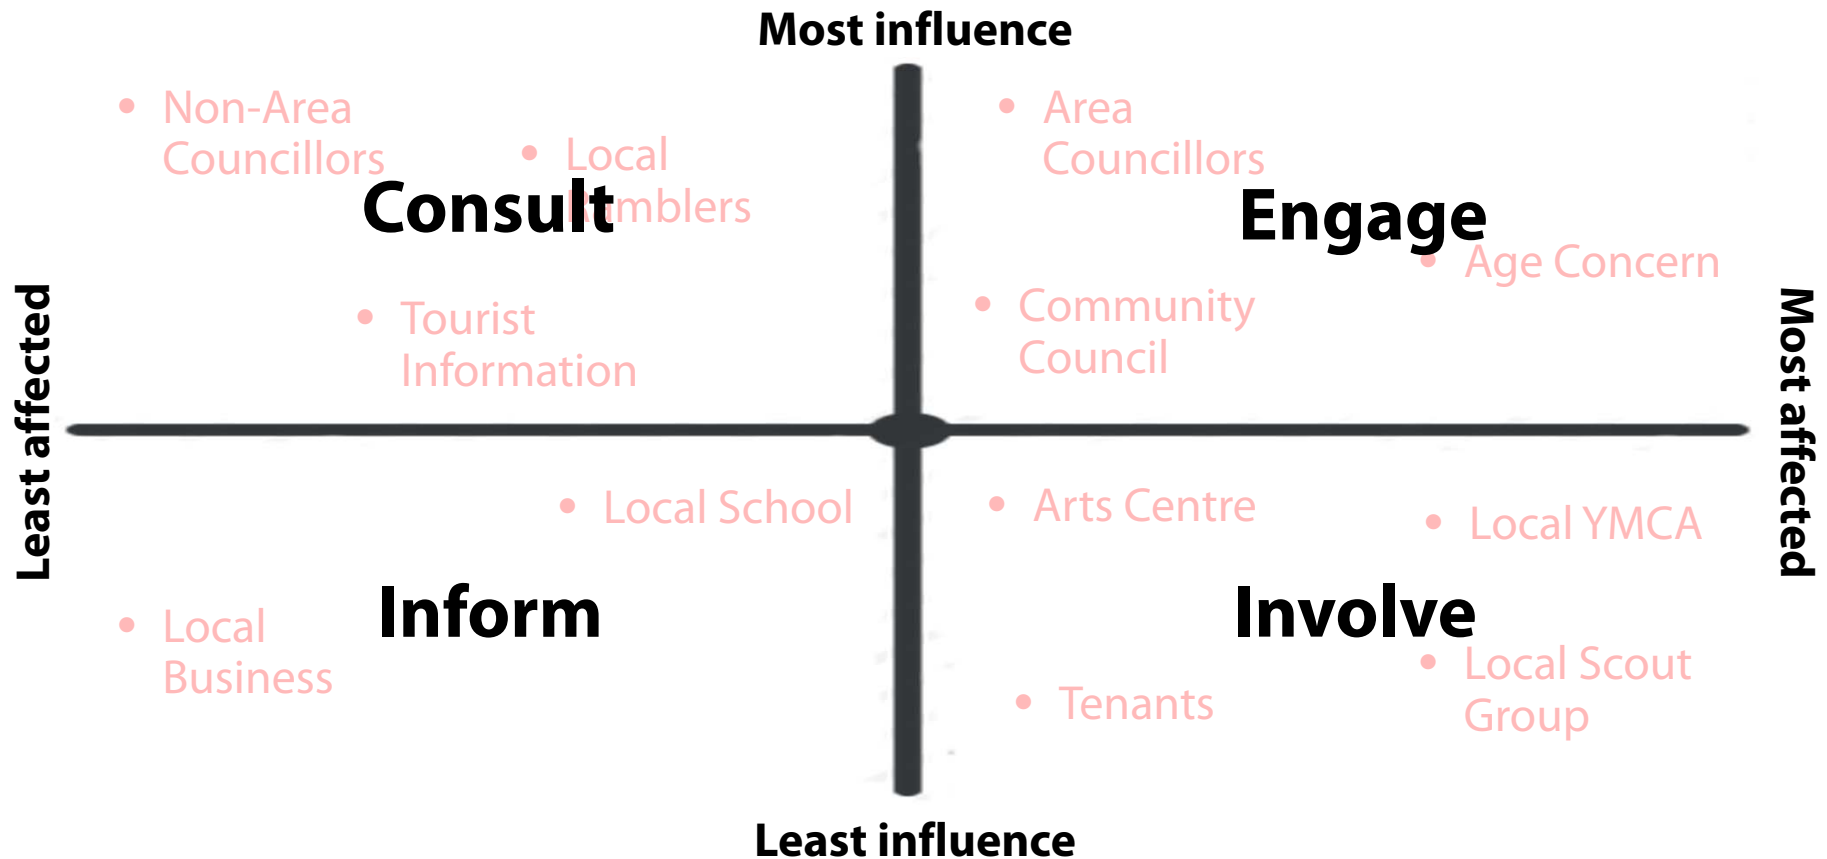 Most influence
Non-Area
Councillors
Local
Ramblers
Consult
Tourist
Information
Area
Councillors
Engage
Age Concern
Community
Council
Least affected
Most affected
Local School
Inform
Local
Business
Arts Centre
Local YMCA
Involve
Local Scout
Group
Tenants
Least influence